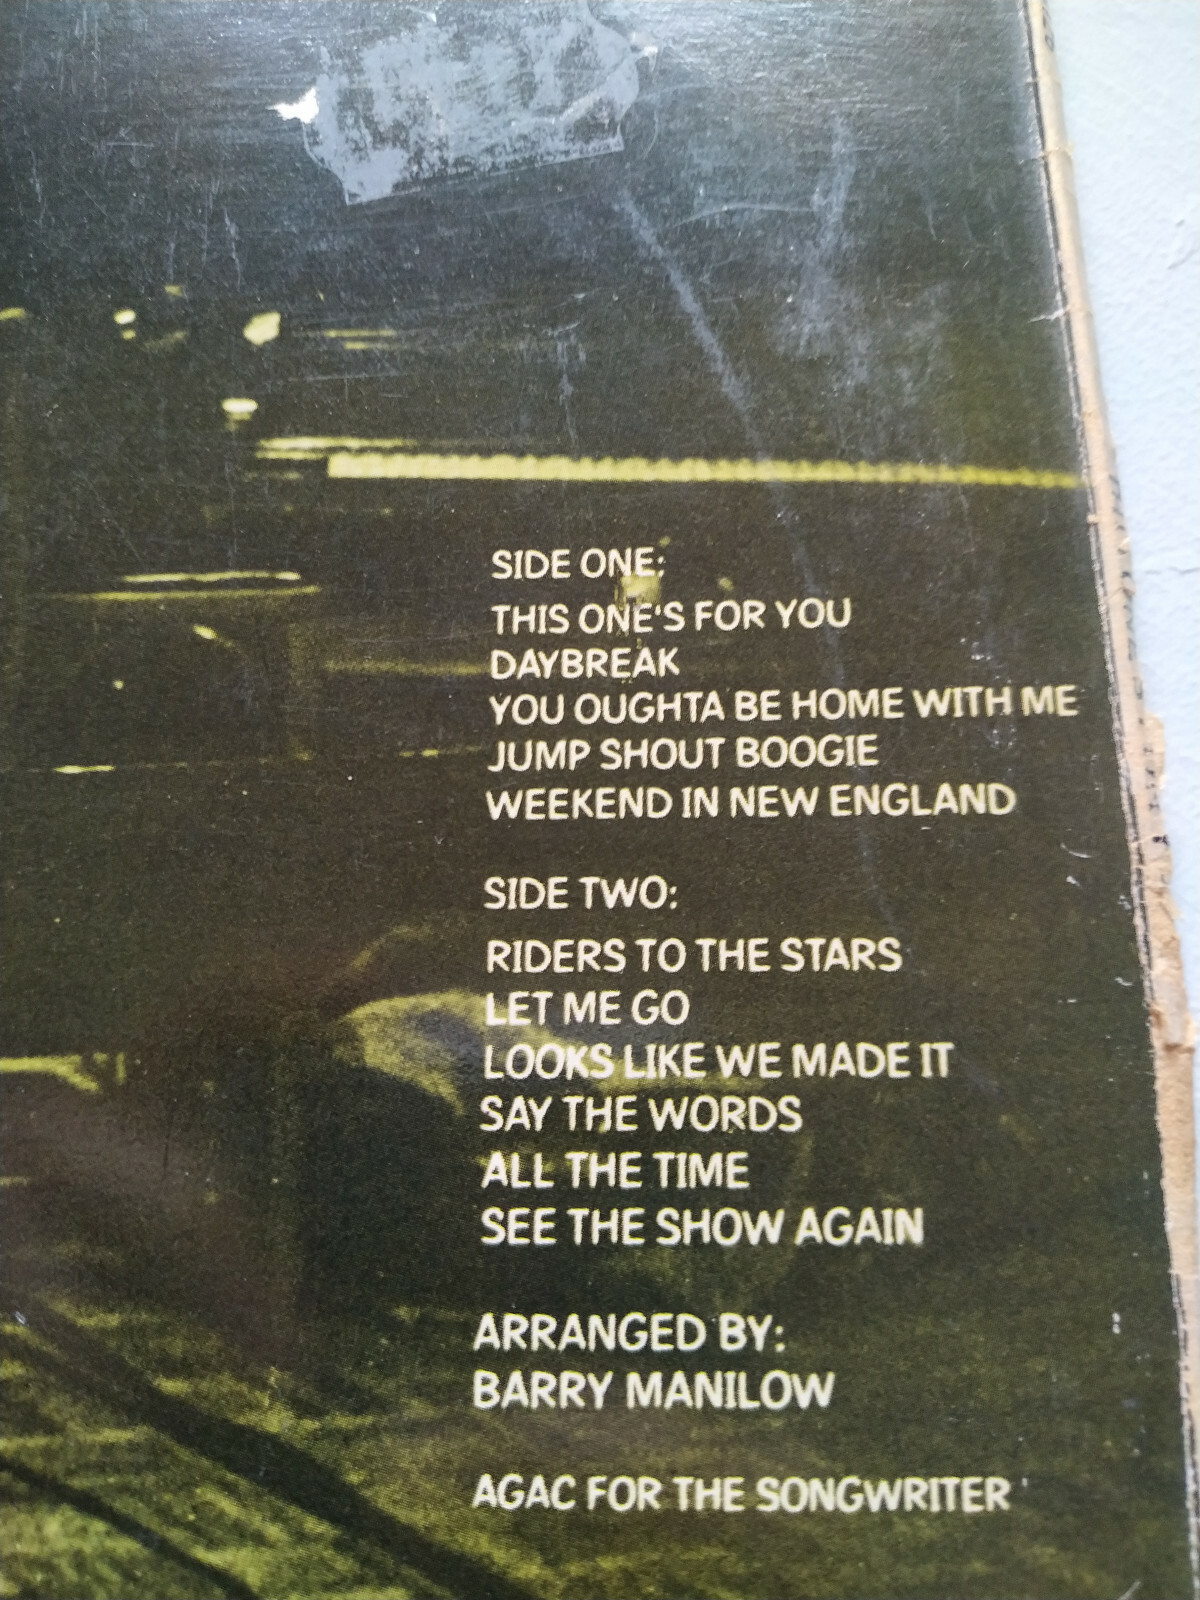 SIDE ONE:
THIS ONE'S FOR YOU
DAYBREAK
YOU OUGHTA BE HOME WITH ME
JUMP SHOUT BOOGIE
WEEKEND IN NEW ENGLAND
SIDE TWO:
RIDERS TO THE STARS
LET ME GO
LOOKS LIKE WE MADE IT
SAY THE WORDS
ALL THE TIME
SEE THE SHOW AGAIN
ARRANGED BY:
BARRY MANILOW
AGAC FOR THE SONGWRITER